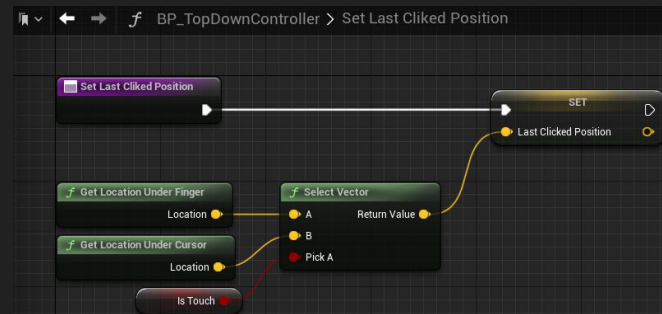 BP_TopDownController > Set Last Cliked Position
Set Last Cliked Position
SET
Last Clicked Position
Get Location Under Finger
Location
Select Vector
A
Return Value
B
Pick A
Get Location Under Cursor
Location
Is Touch